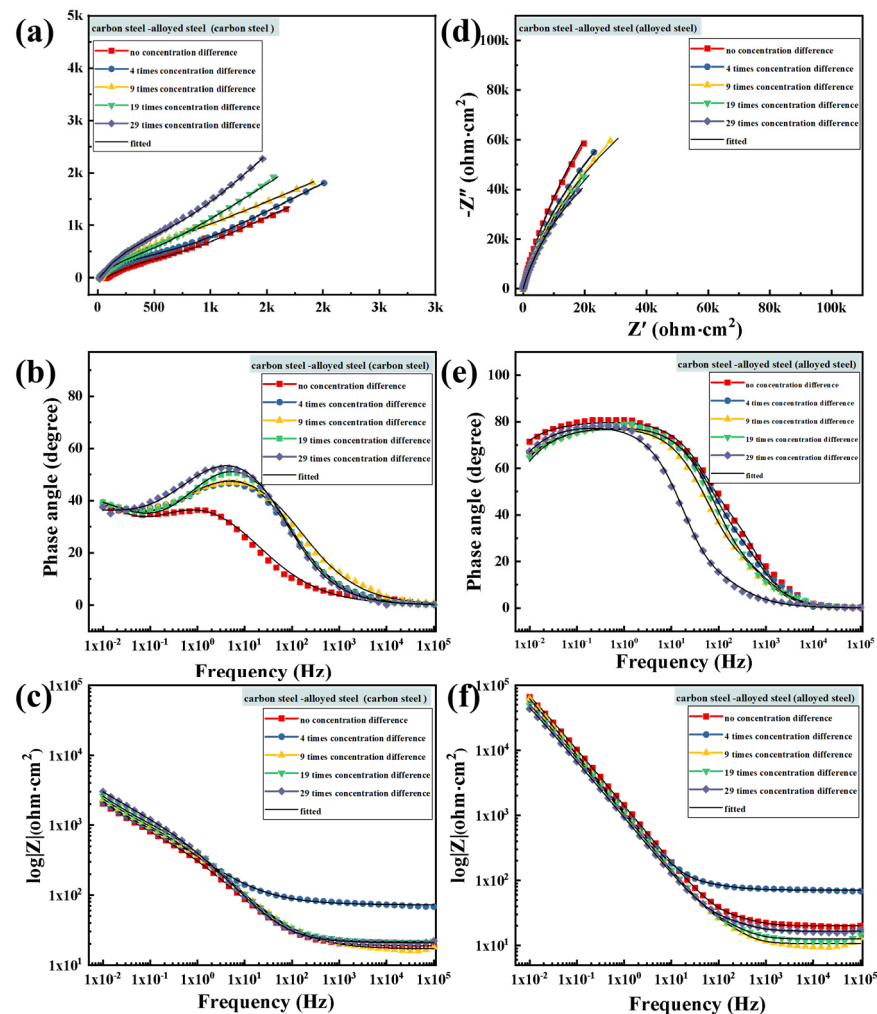 (a)
carbon steel -alloyed steel (carbon steel )
no concentration difference
4 times concentration difference
9 times concentration difference
19 times concentration difference
29 times concentration difference
fitted
5k
4k
3k
2k
1k
0
0
500
1k
2k
2k
3k
3k
(d)
carbon steel -alloyed steel (alloyed steel)
no concentration difference
4 times concentration difference
9 times concentration difference
19 times concentration difference
29 times concentration difference
fitted
-Z″ (ohm·cm²)
100k
80k
60k
40k
20k
0
0
20k
40k
60k
80k
100k
Z′ (ohm·cm²)
(b)
carbon steel -alloyed steel (carbon steel)
no concentration difference
4 times concentration difference
9 times concentration difference
19 times concentration difference
29 times concentration difference
fitted
Phase angle (degree)
80
60
40
20
0
1x10⁻²
1x10⁻¹
1x10⁰
1x10¹
1x10²
1x10³
1x10⁴
1x10⁵
Frequency (Hz)
(e)
carbon steel -alloyed steel (alloyed steel)
no concentration difference
4 times concentration difference
9 times concentration difference
19 times concentration difference
29 times concentration difference
fitted
Phase angle (degree)
100
80
60
40
20
0
1x10⁻²
1x10⁻¹
1x10⁰
1x10¹
1x10²
1x10³
1x10⁴
1x10⁵
Frequency (Hz)
(c)
carbon steel -alloyed steel (carbon steel )
no concentration difference
4 times concentration difference
9 times concentration difference
19 times concentration difference
29 times concentration difference
fitted
log|Z|(ohm·cm²)
1x10⁵
1x10⁴
1x10³
1x10²
1x10¹
1x10⁻²
1x10⁻¹
1x10⁰
1x10¹
1x10²
1x10³
1x10⁴
1x10⁵
Frequency (Hz)
(f)
carbon steel -alloyed steel (alloyed steel)
no concentration difference
4 times concentration difference
9 times concentration difference
19 times concentration difference
29 times concentration difference
fitted
log|Z|(ohm·cm²)
1x10⁵
1x10⁴
1x10³
1x10²
1x10¹
1x10⁻²
1x10⁻¹
1x10⁰
1x10¹
1x10²
1x10³
1x10⁴
1x10⁵
Frequency (Hz)